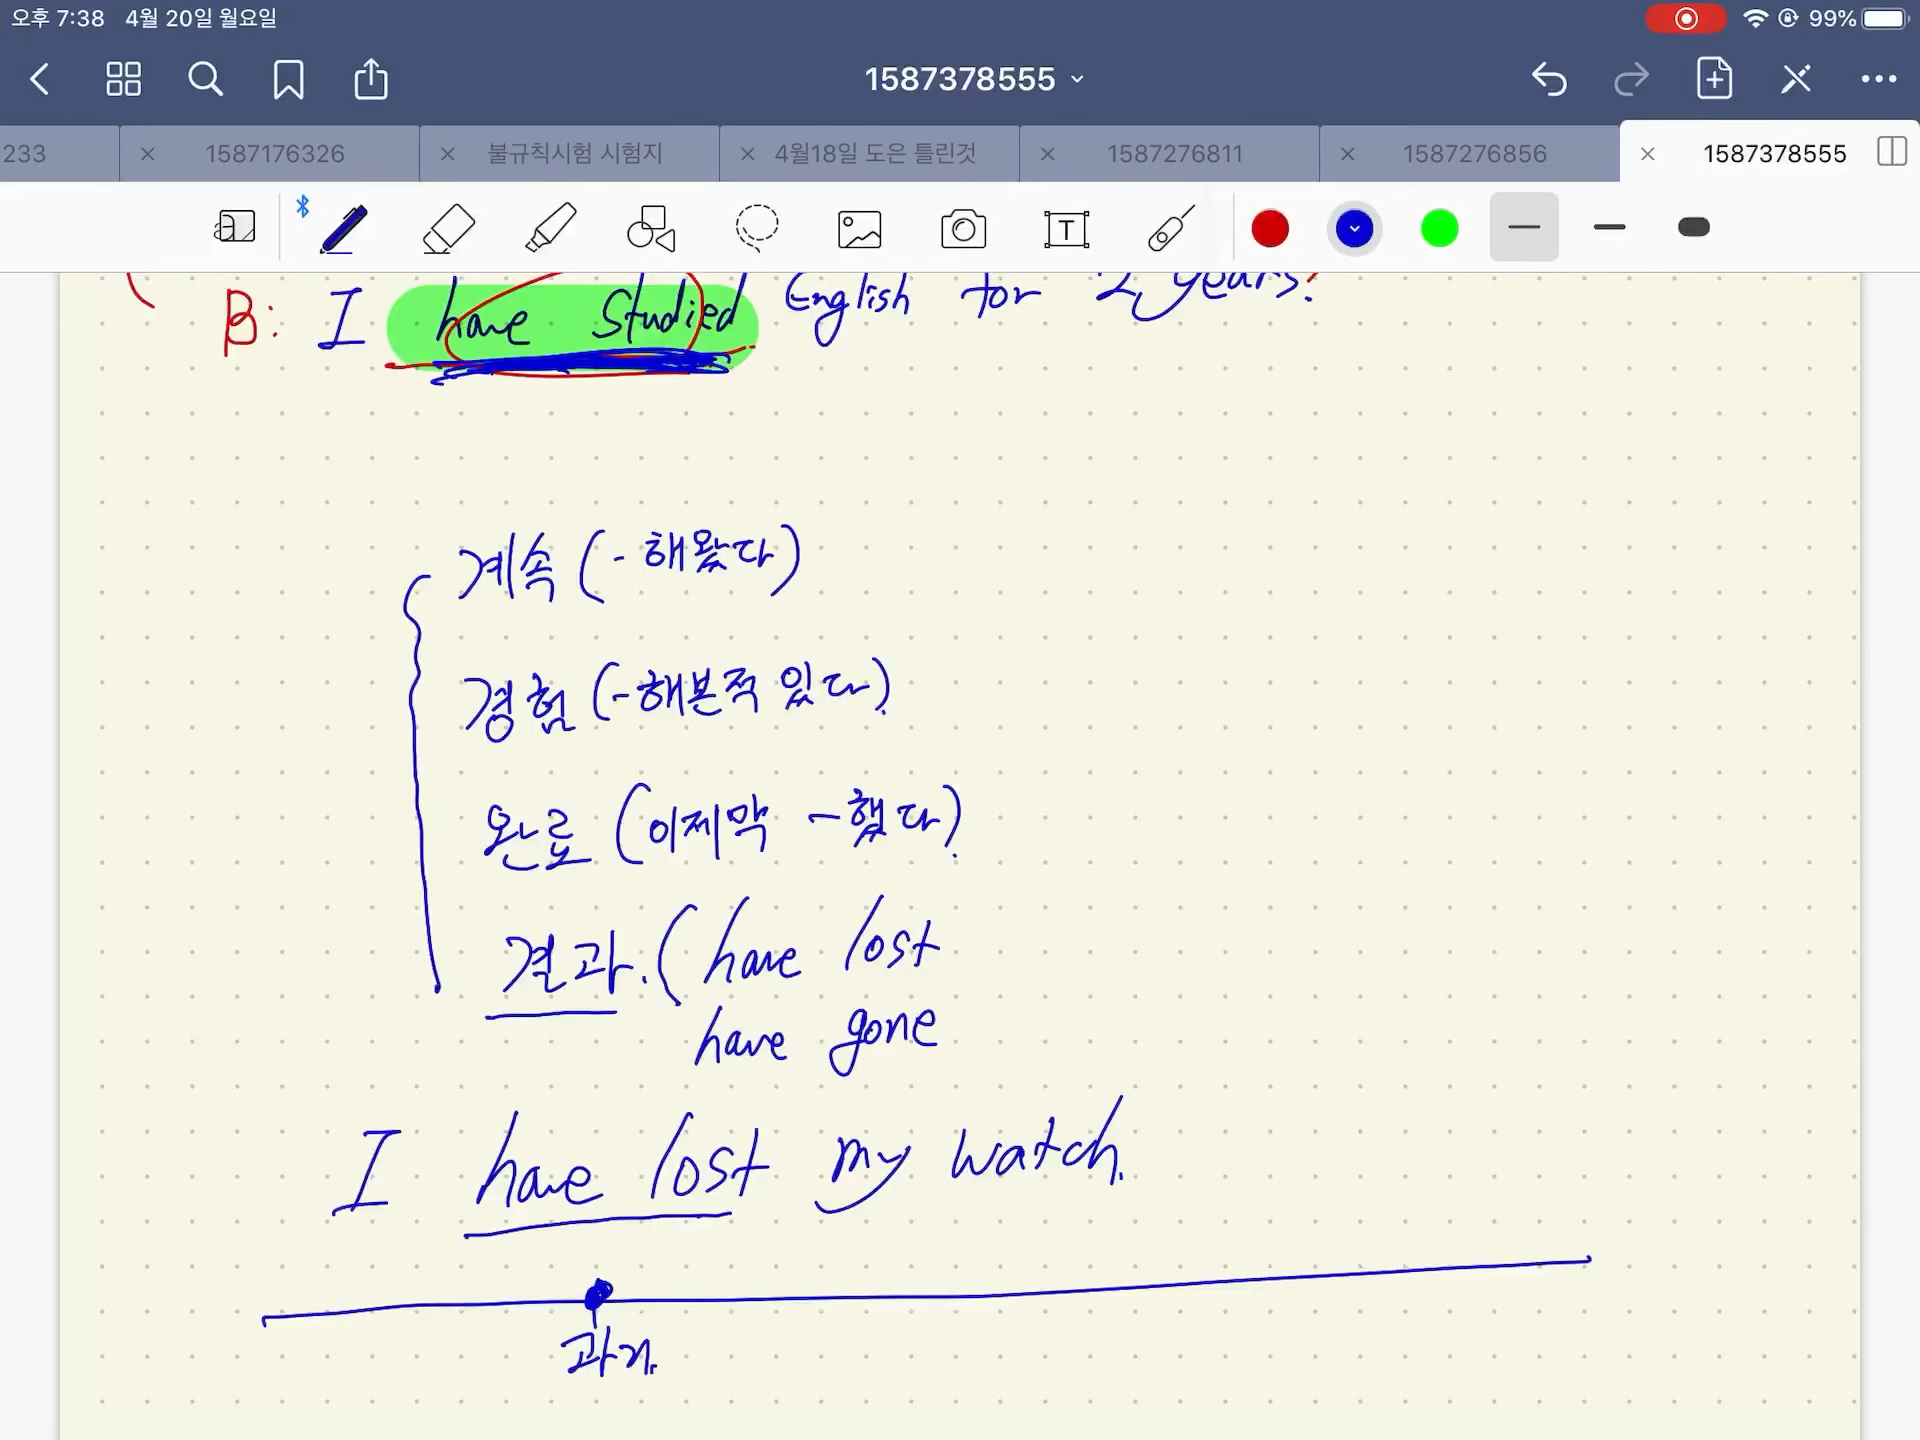 오후 7:38 4월 20일 월요일 99%
1587378555
233 1587176326 불규칙시험 시험지 4월18일 도은 틀린것 1587276811 1587276856 1587378555
B: I have studied English for 2 years.
계속 (-해왔다)
경험 (-해본적 있다)
완료 (이제막 -했다)
결과. (have lost
have gone
I have lost my watch.
과거